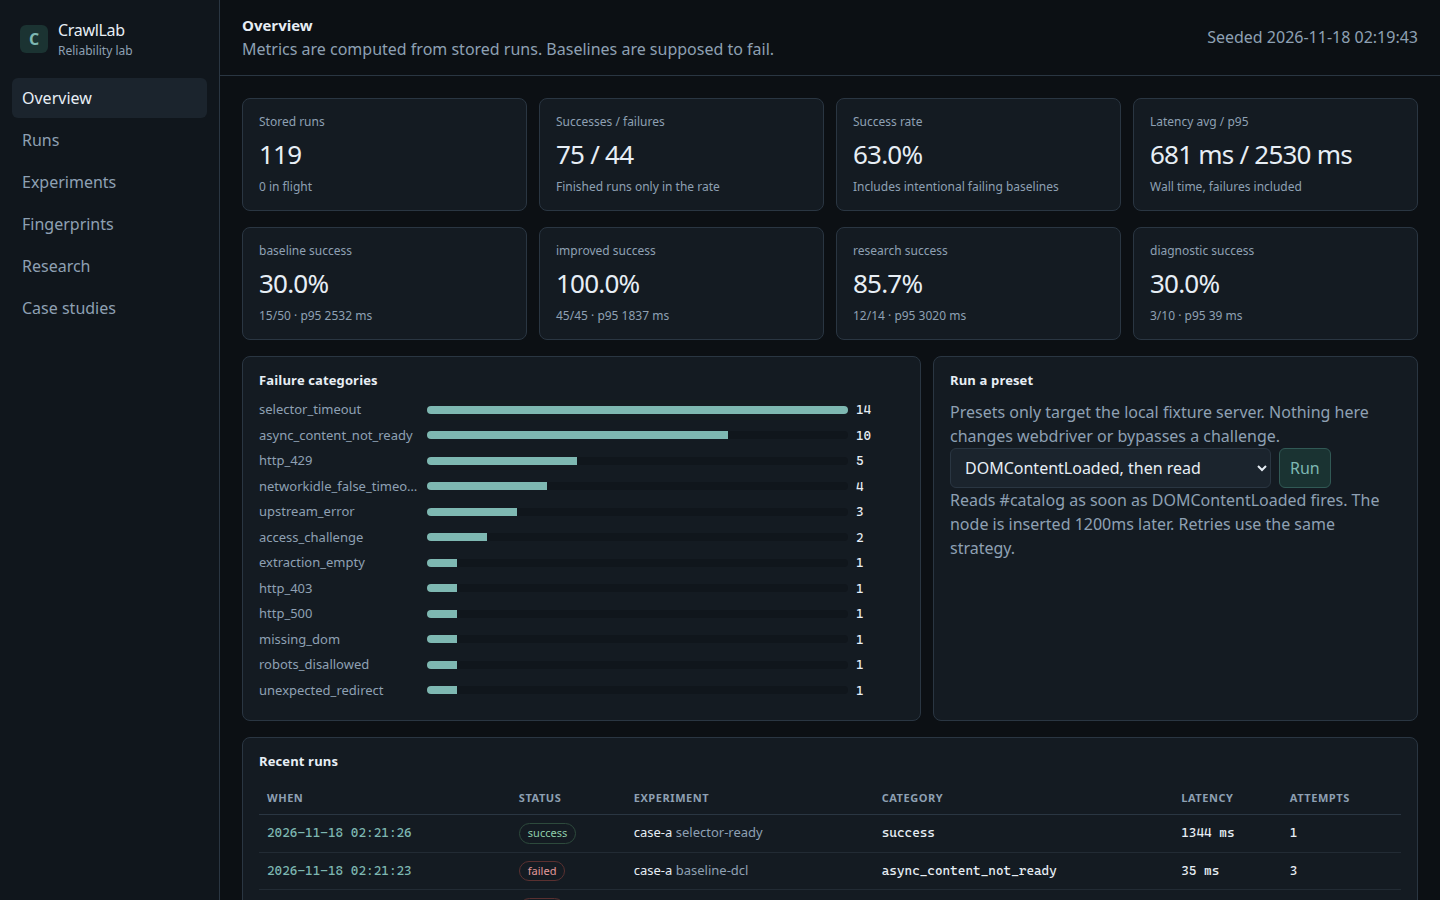 C
CrawlLab
Reliability lab
Overview
Runs
Experiments
Fingerprints
Research
Case studies
Overview
Metrics are computed from stored runs. Baselines are supposed to fail.
Seeded 2026-11-18 02:19:43
Stored runs
119
0 in flight
Successes / failures
75 / 44
Finished runs only in the rate
Success rate
63.0%
Includes intentional failing baselines
Latency avg / p95
681 ms / 2530 ms
Wall time, failures included
baseline success
30.0%
15/50 · p95 2532 ms
improved success
100.0%
45/45 · p95 1837 ms
research success
85.7%
12/14 · p95 3020 ms
diagnostic success
30.0%
3/10 · p95 39 ms
Failure categories
selector_timeout 14
async_content_not_ready 10
http_429 5
networkidle_false_timeo... 4
upstream_error 3
access_challenge 2
extraction_empty 1
http_403 1
http_500 1
missing_dom 1
robots_disallowed 1
unexpected_redirect 1
Run a preset
Presets only target the local fixture server. Nothing here
changes webdriver or bypasses a challenge.
DOMContentLoaded, then read Run
Reads #catalog as soon as DOMContentLoaded fires. The
node is inserted 1200ms later. Retries use the same
strategy.
Recent runs
WHEN STATUS EXPERIMENT CATEGORY LATENCY ATTEMPTS
2026-11-18 02:21:26 success case-a selector-ready success 1344 ms 1
2026-11-18 02:21:23 failed case-a baseline-dcl async_content_not_ready 35 ms 3